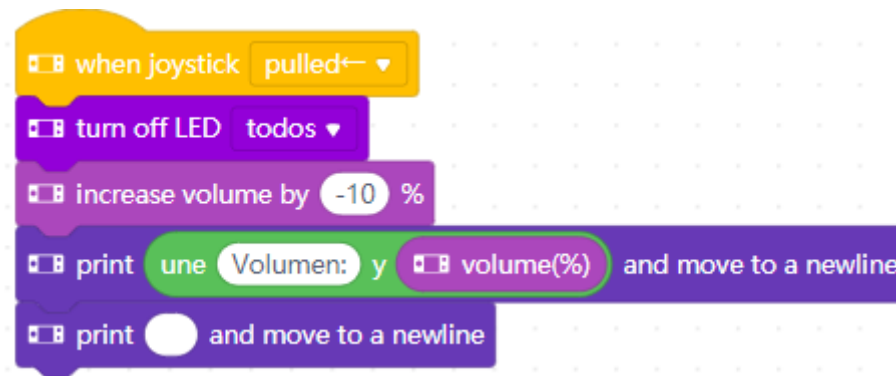 when joystick pulled←
turn off LED todos
increase volume by -10 %
print une Volumen: y volume(%) and move to a newline
print and move to a newline